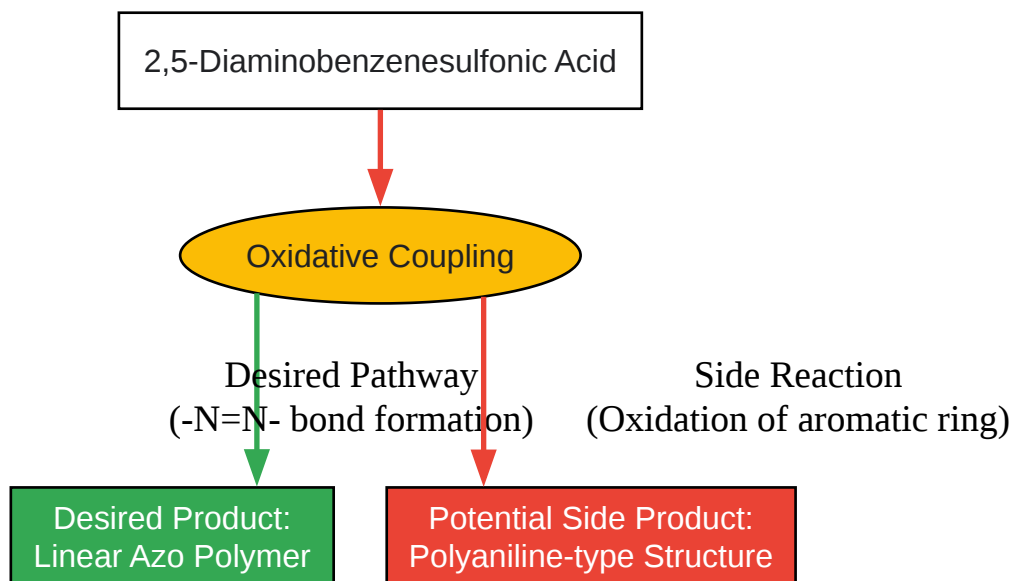 2,5-Diaminobenzenesulfonic Acid
Oxidative Coupling
Desired Pathway
(-N=N- bond formation)
Side Reaction
(Oxidation of aromatic ring)
Desired Product:
Linear Azo Polymer
Potential Side Product:
Polyaniline-type Structure